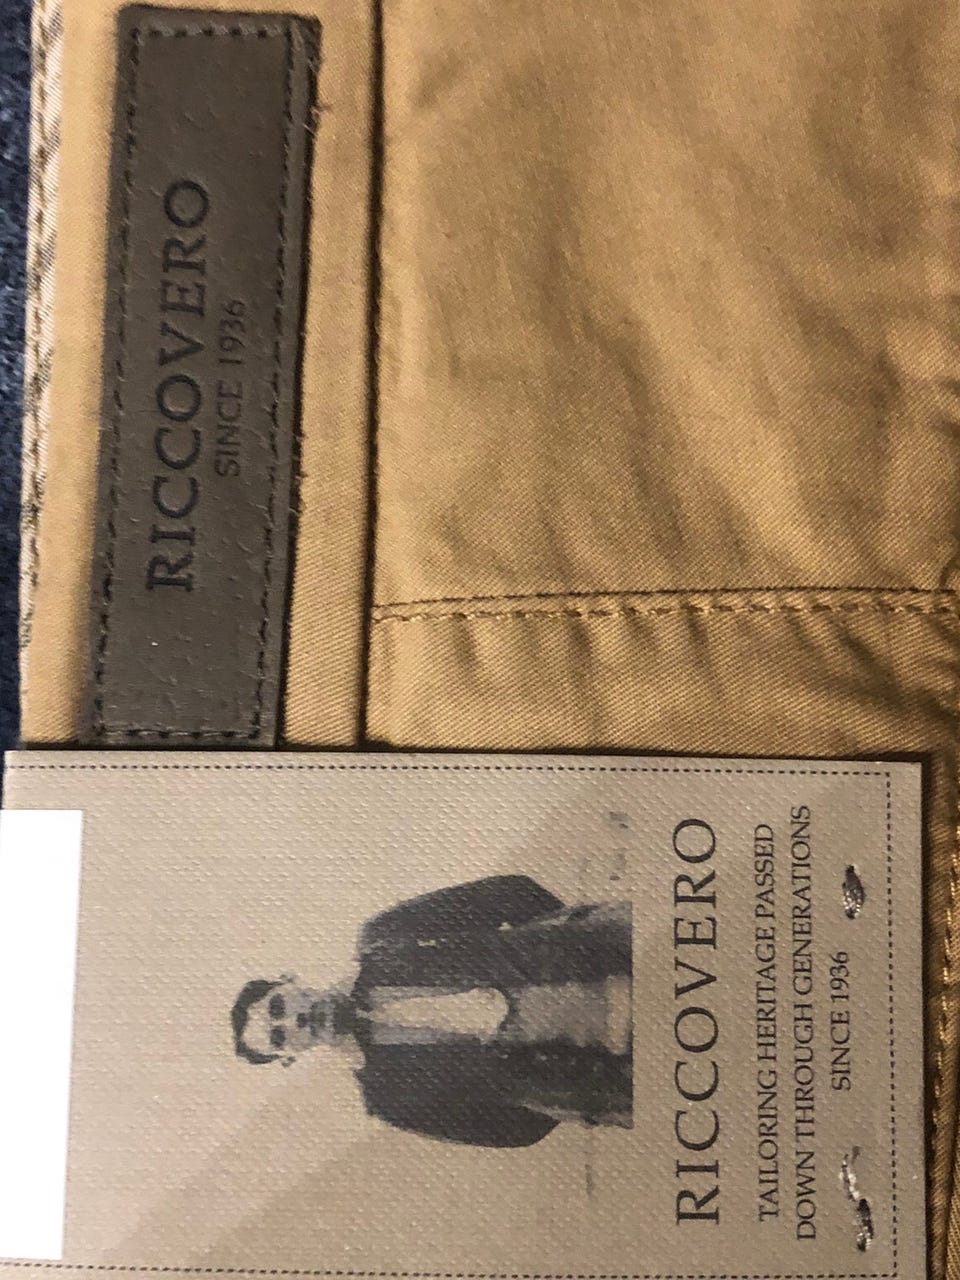 RICCOVERO
SINCE 1936
RICCOVERO
TAILORING HERITAGE PASSED
DOWN THROUGH GENERATIONS
SINCE 1936